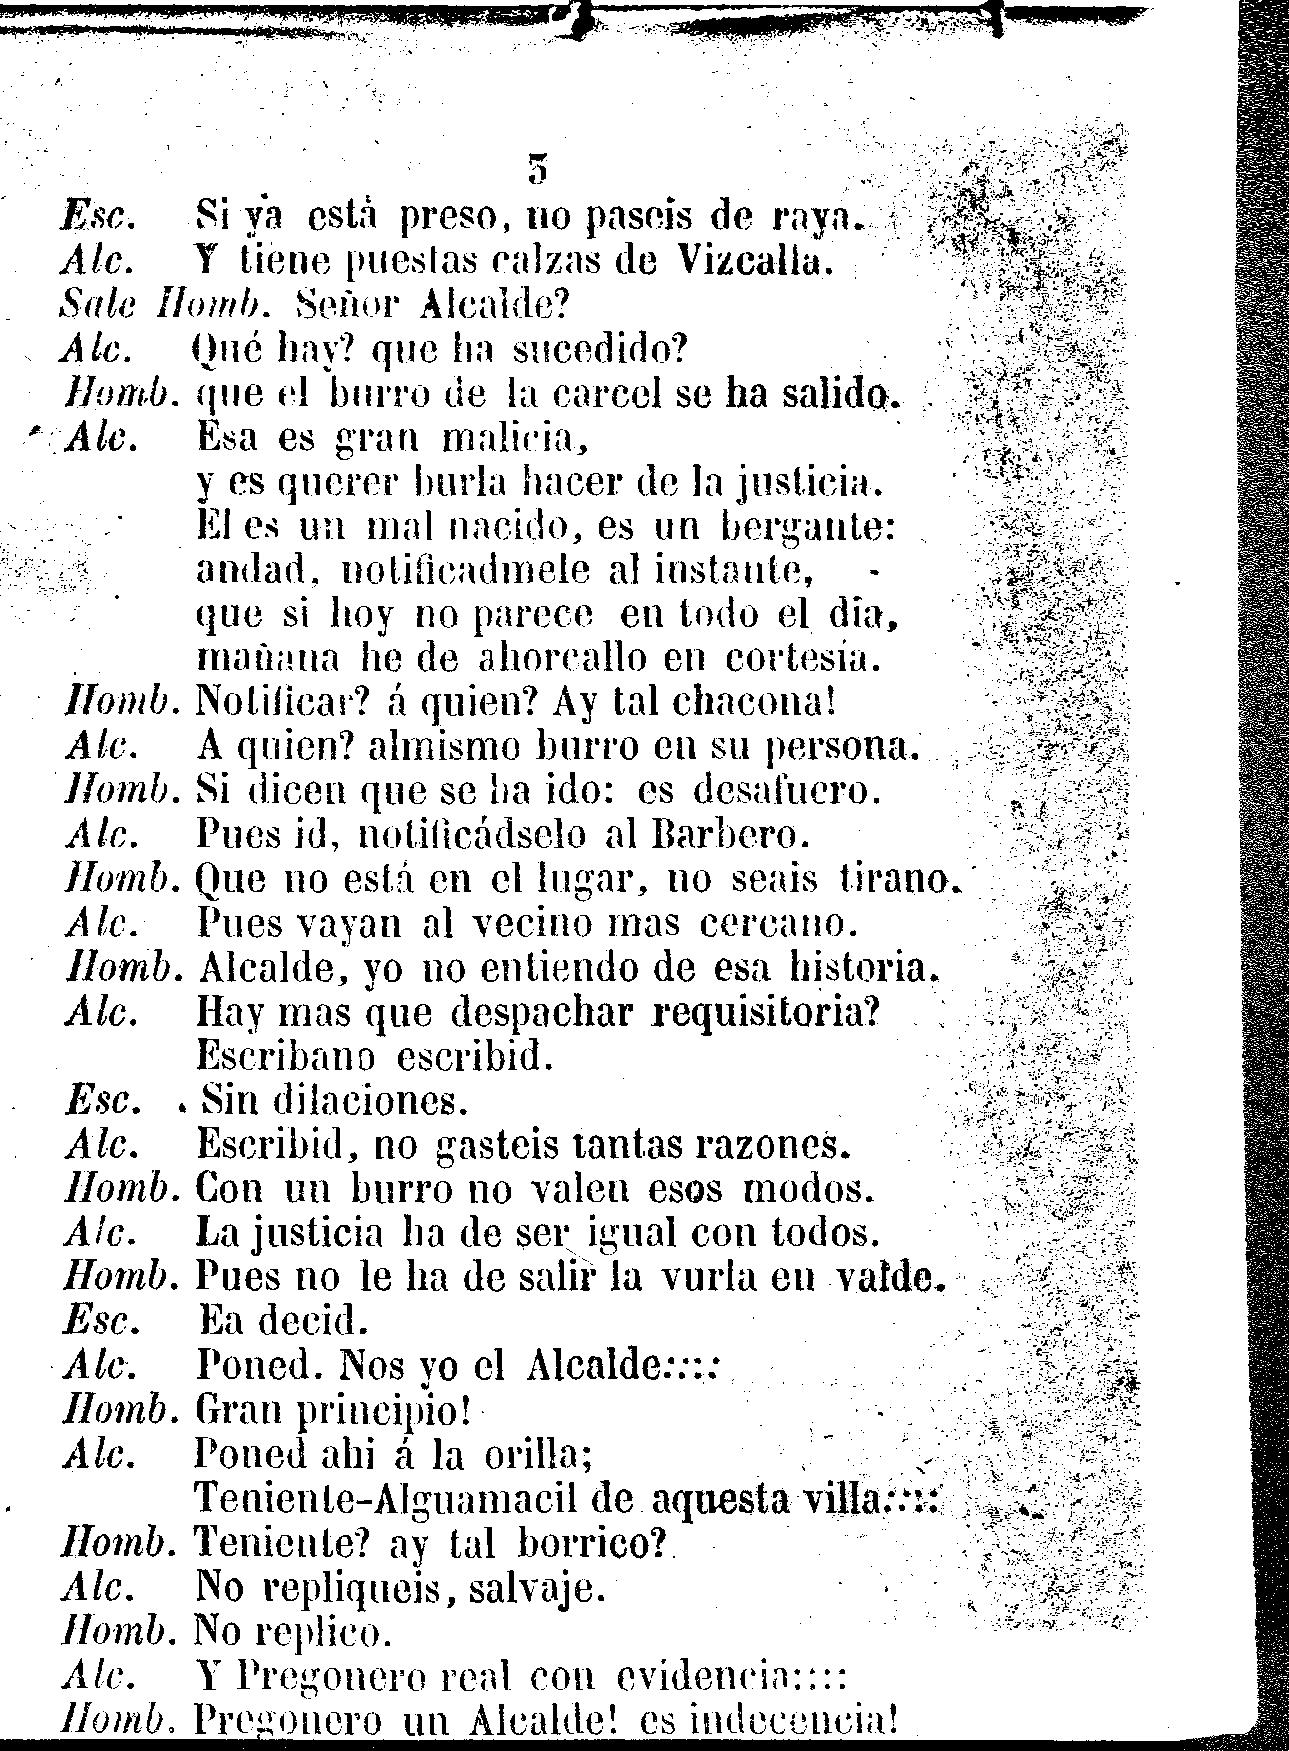 5
Esc. Si ya está preso, no paseis de raya.
Alc. Y tiene puestas calzas de Vizcalla.
Sale Homb. Señor Alcalde?
Alc. Qué hay? que ha sucedido?
Homb. que el burro de la carcel se ha salido.
Alc. Esa es gran malicia,
y es querer burla hacer de la justicia.
El es un mal nacido, es un bergante:
andad, notificadmele al instante,
que si hoy no parece en todo el dia,
mañana he de ahorcallo en cortesía.
Homb. Notificar? á quien? Ay tal chacona!
Alc. A quien? almismo burro en su persona.
Homb. Si dicen que se ha ido: es desafuero.
Alc. Pues id, notificádselo al Barbero.
Homb. Que no está en el lugar, no seais tirano.
Alc. Pues vayan al vecino mas cercano.
Homb. Alcalde, yo no entiendo de esa historia.
Alc. Hay mas que despachar requisitoria?
Escribano escribid.
Esc. Sin dilaciones.
Alc. Escribid, no gasteis tantas razones.
Homb. Con un burro no valen esos modos.
Alc. La justicia ha de ser igual con todos.
Homb. Pues no le ha de salir la vurla en valde.
Esc. Ea decid.
Alc. Poned. Nos yo el Alcalde::::
Homb. Gran principio!
Alc. Poned ahi á la orilla;
Teniente-Alguamacil de aquesta villa::::
Homb. Teniente? ay tal borrico?
Alc. No repliqueis, salvaje.
Homb. No replico.
Alc. Y Pregonero real con evidencia::::
Homb. Pregonero un Alcalde! es indecencia!